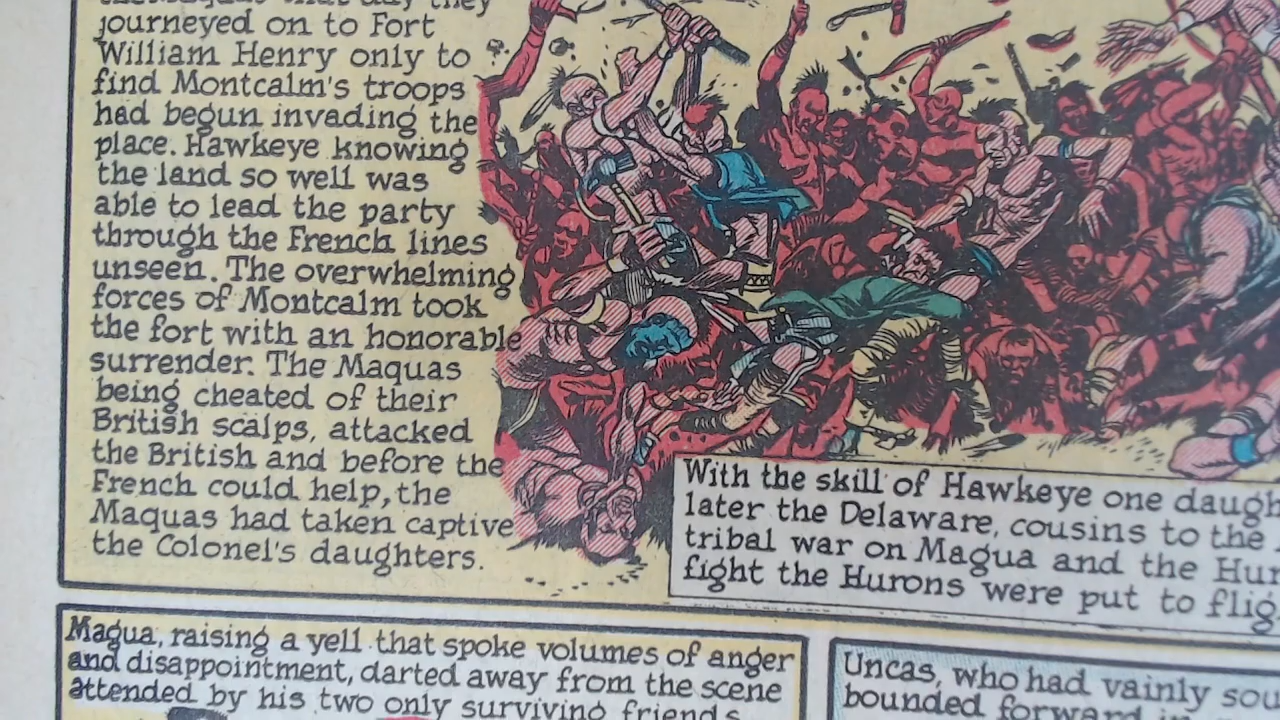 journeyed on to Fort
William Henry only to
find Montcalm's troops
had begun invading the
place. Hawkeye knowing
the land so well was
able to lead the party
through the French lines
unseen. The overwhelming
forces of Montcalm took
the fort with an honorable
surrender. The Maquas
being cheated of their
British scalps, attacked
the British and before the
French could help, the
Maquas had taken captive
the Colonel's daughters.
With the skill of Hawkeye one
later the Delaware, cousins to the
tribal war on Magua and the
fight the Hurons were put to
Magua, raising a yell that spoke volumes of anger
and disappointment, darted away from the scene
attended by his two only surviving friends
Uncas, who had vainly
bounded forward